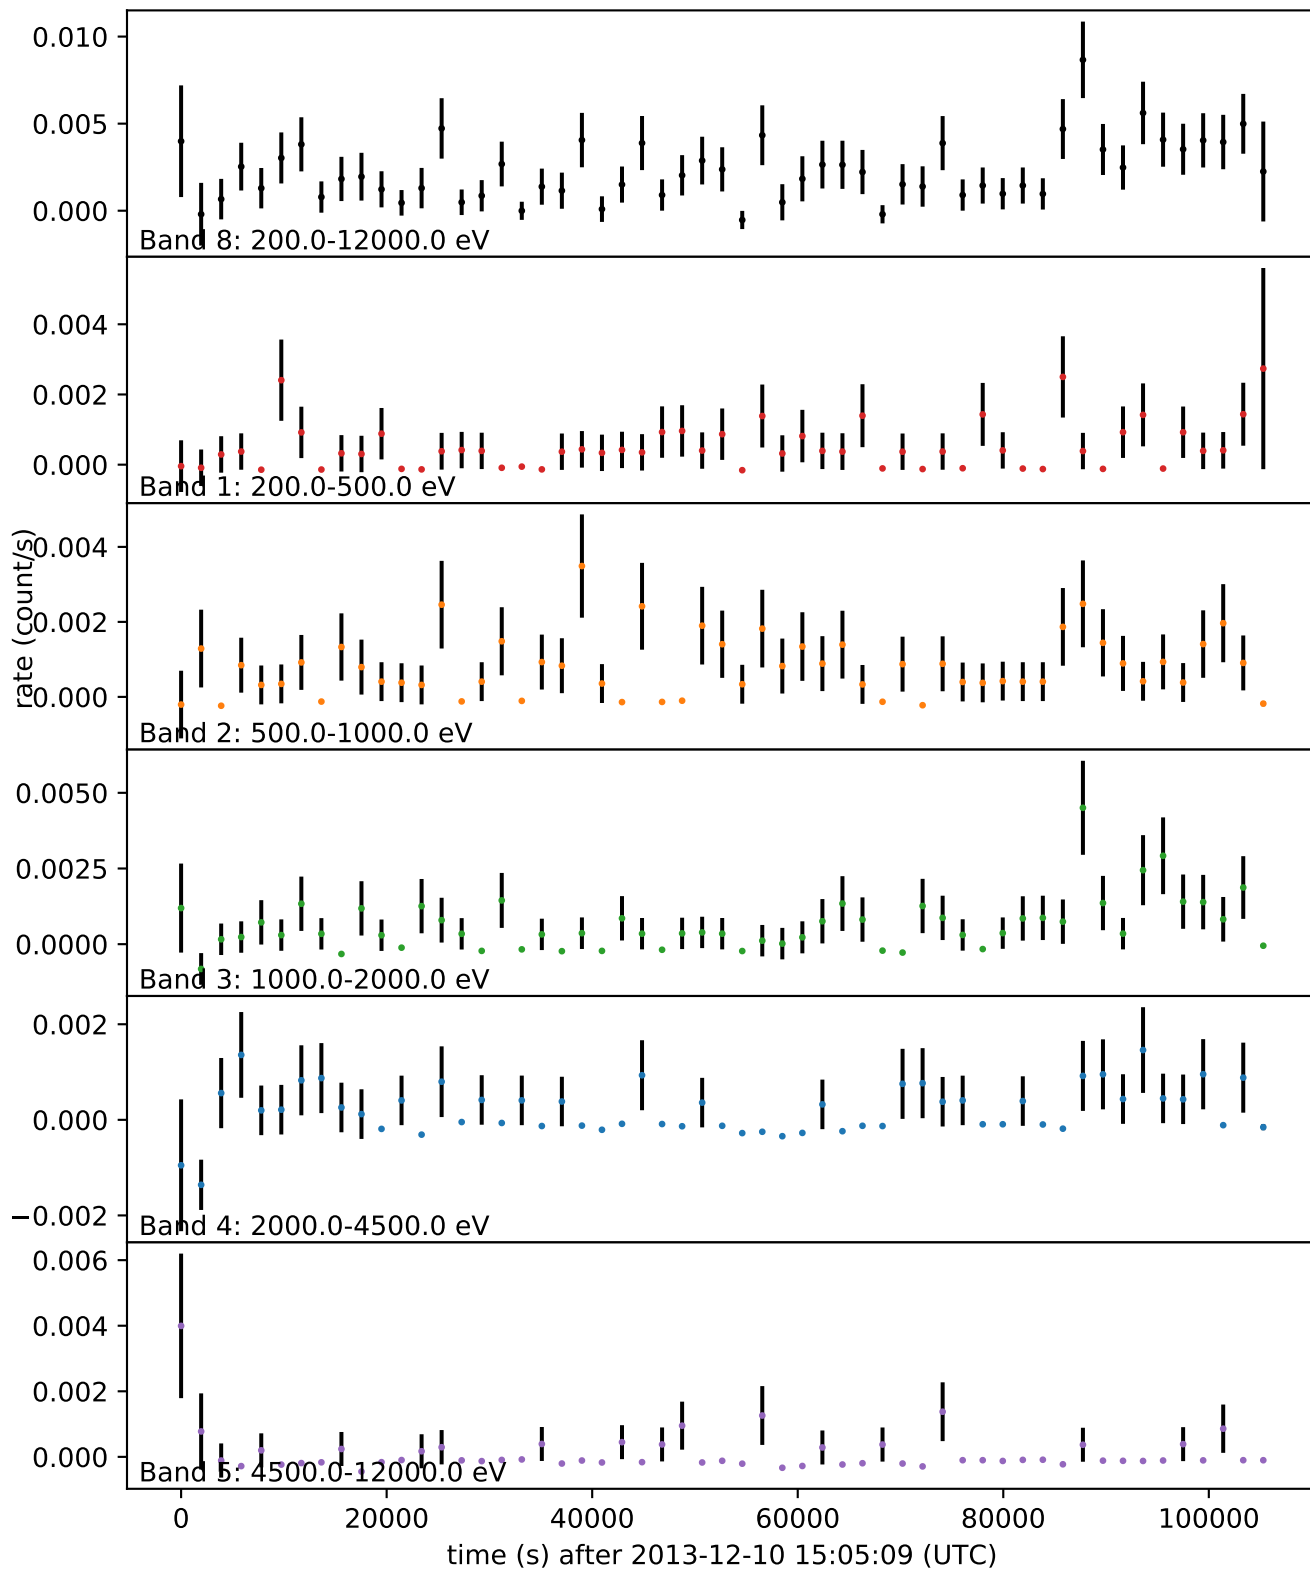 0.010
0.005
0.000
Band 8: 200.0-12000.0 eV
0.004
0.002
0.000
Band 1: 200.0-500.0 eV
rate (count/s)
0.004
0.002
0.000
Band 2: 500.0-1000.0 eV
0.0050
0.0025
0.0000
Band 3: 1000.0-2000.0 eV
0.002
0.000
−0.002
Band 4: 2000.0-4500.0 eV
0.006
0.004
0.002
0.000
Band 5: 4500.0-12000.0 eV
0 20000 40000 60000 80000 100000
time (s) after 2013-12-10 15:05:09 (UTC)